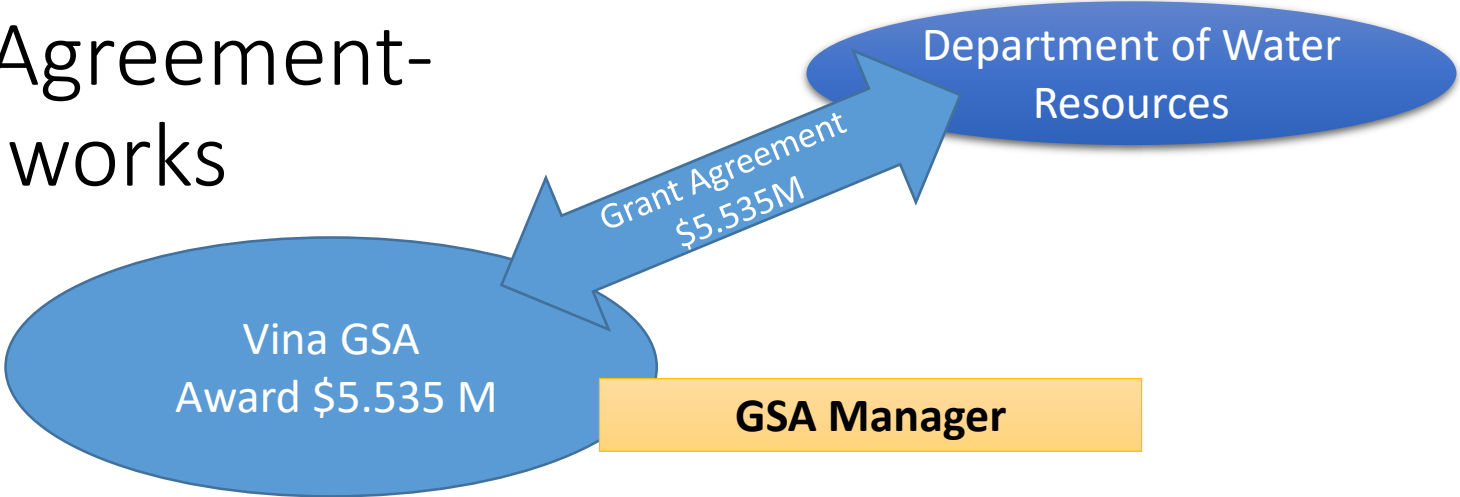 Agreement-
works
Department of Water
Resources
Grant Agreement
$5.535M
Vina GSA
Award $5.535 M
GSA Manager